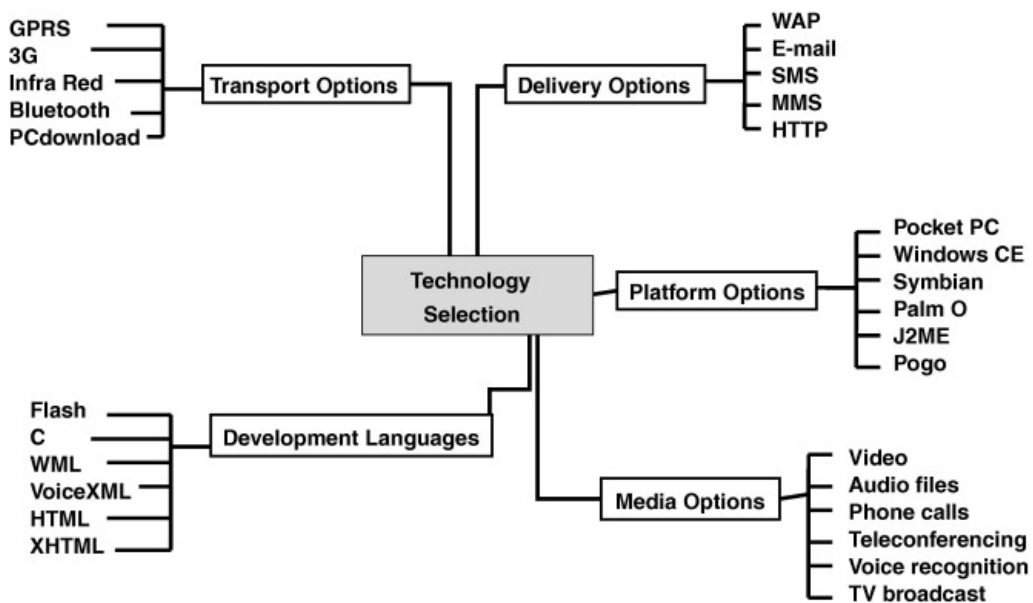 GPRS
3G
Infra Red
Bluetooth
PCdownload
Transport Options
Delivery Options
WAP
E-mail
SMS
MMS
HTTP
Technology
Selection
Platform Options
Pocket PC
Windows CE
Symbian
Palm O
J2ME
Pogo
Flash
C
WML
VoiceXML
HTML
XHTML
Development Languages
Media Options
Video
Audio files
Phone calls
Teleconferencing
Voice recognition
TV broadcast